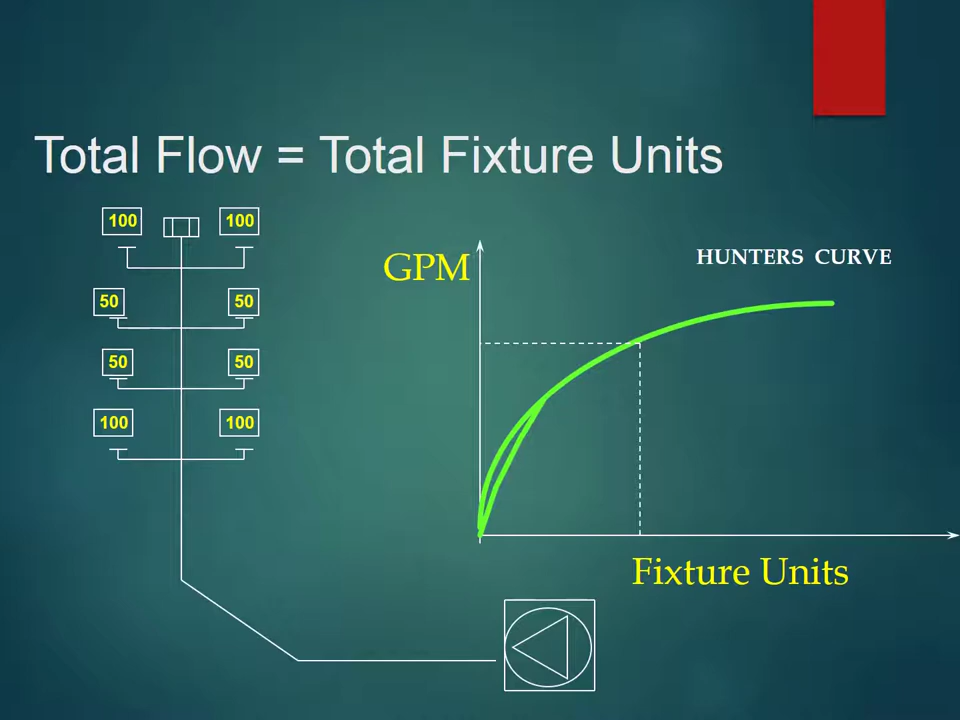 Total Flow = Total Fixture Units
100 100
50 50
50 50
100 100
GPM
HUNTERS CURVE
Fixture Units